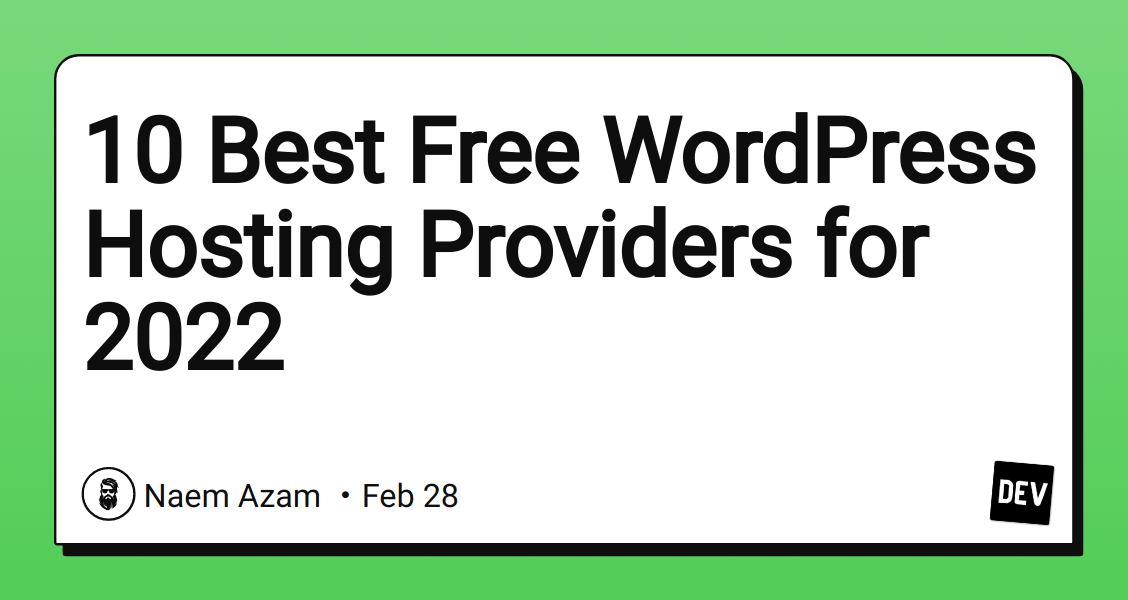 10 Best Free WordPress
Hosting Providers for
2022
Naem Azam • Feb 28
DEV